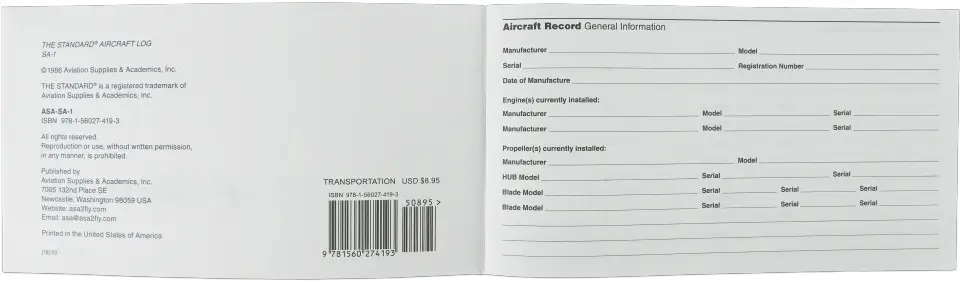 THE STANDARD® AIRCRAFT LOG
SA-1
©1986 Aviation Supplies & Academics, Inc.
THE STANDARD® is a registered trademark of
Aviation Supplies & Academics, Inc.
ASA-SA-1
ISBN 978-1-56027-419-3
All rights reserved.
Reproduction or use, without written permission,
in any manner, is prohibited.
Published by
Aviation Supplies & Academics, Inc.
7005 132nd Place SE
Newcastle, Washington 98059 USA
Website: asa2fly.com
Email: asa@asa2fly.com
Printed in the United States of America
TRANSPORTATION USD $8.95
ISBN 978-1-56027-419-3
50895 >
9 781560 274193
Aircraft Record General Information
Manufacturer Model
Serial Registration Number
Date of Manufacture
Engine(s) currently installed:
Manufacturer Model Serial
Manufacturer Model Serial
Propeller(s) currently installed:
Manufacturer Model
HUB Model Serial Serial
Blade Model Serial Serial Serial
Blade Model Serial Serial Serial